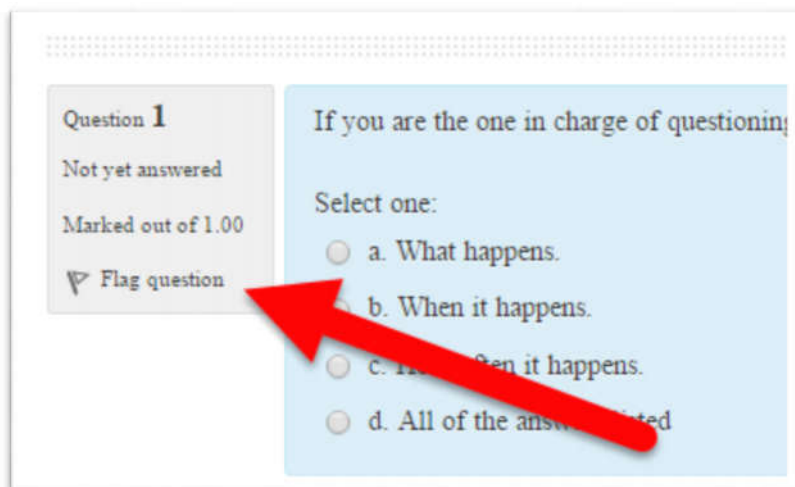 Question 1
Not yet answered
Marked out of 1.00
Flag question
If you are the one in charge of questioning
Select one:
a. What happens.
b. When it happens.
c. it happens.
d. All of the